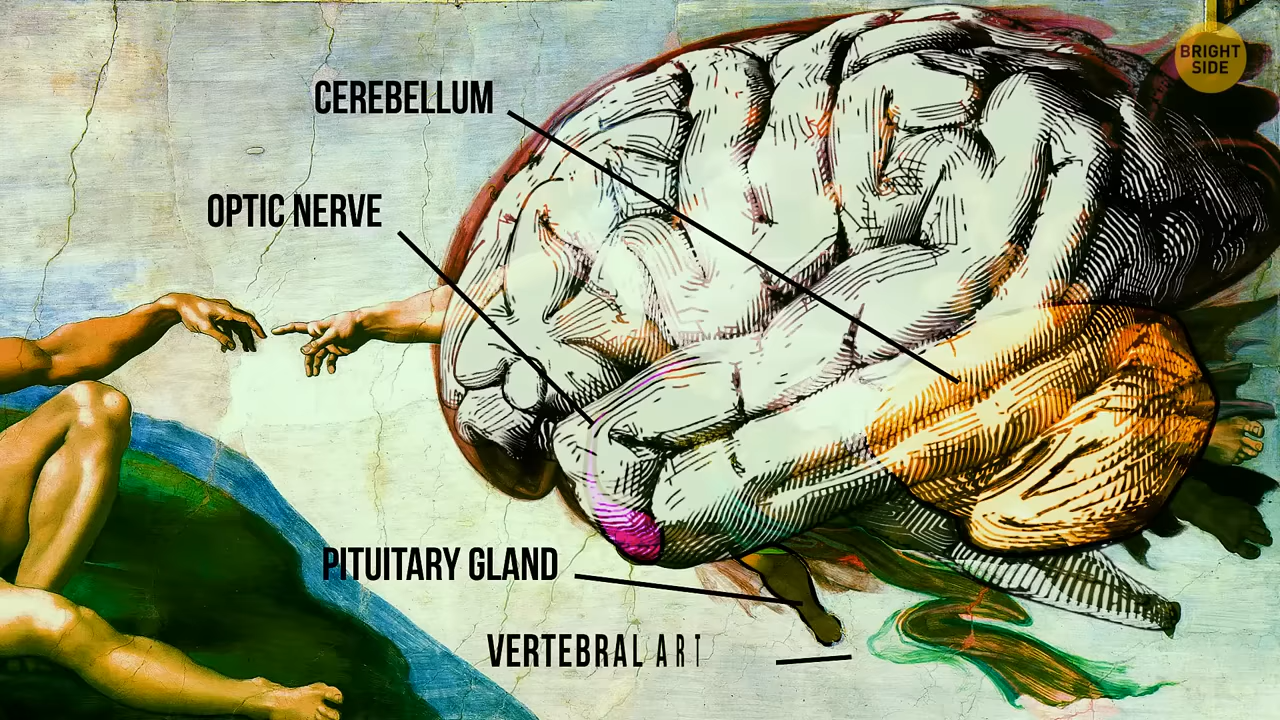 BRIGHT
SIDE
CEREBELLUM
OPTIC NERVE
PITUITARY GLAND
VERTEBRAL ART